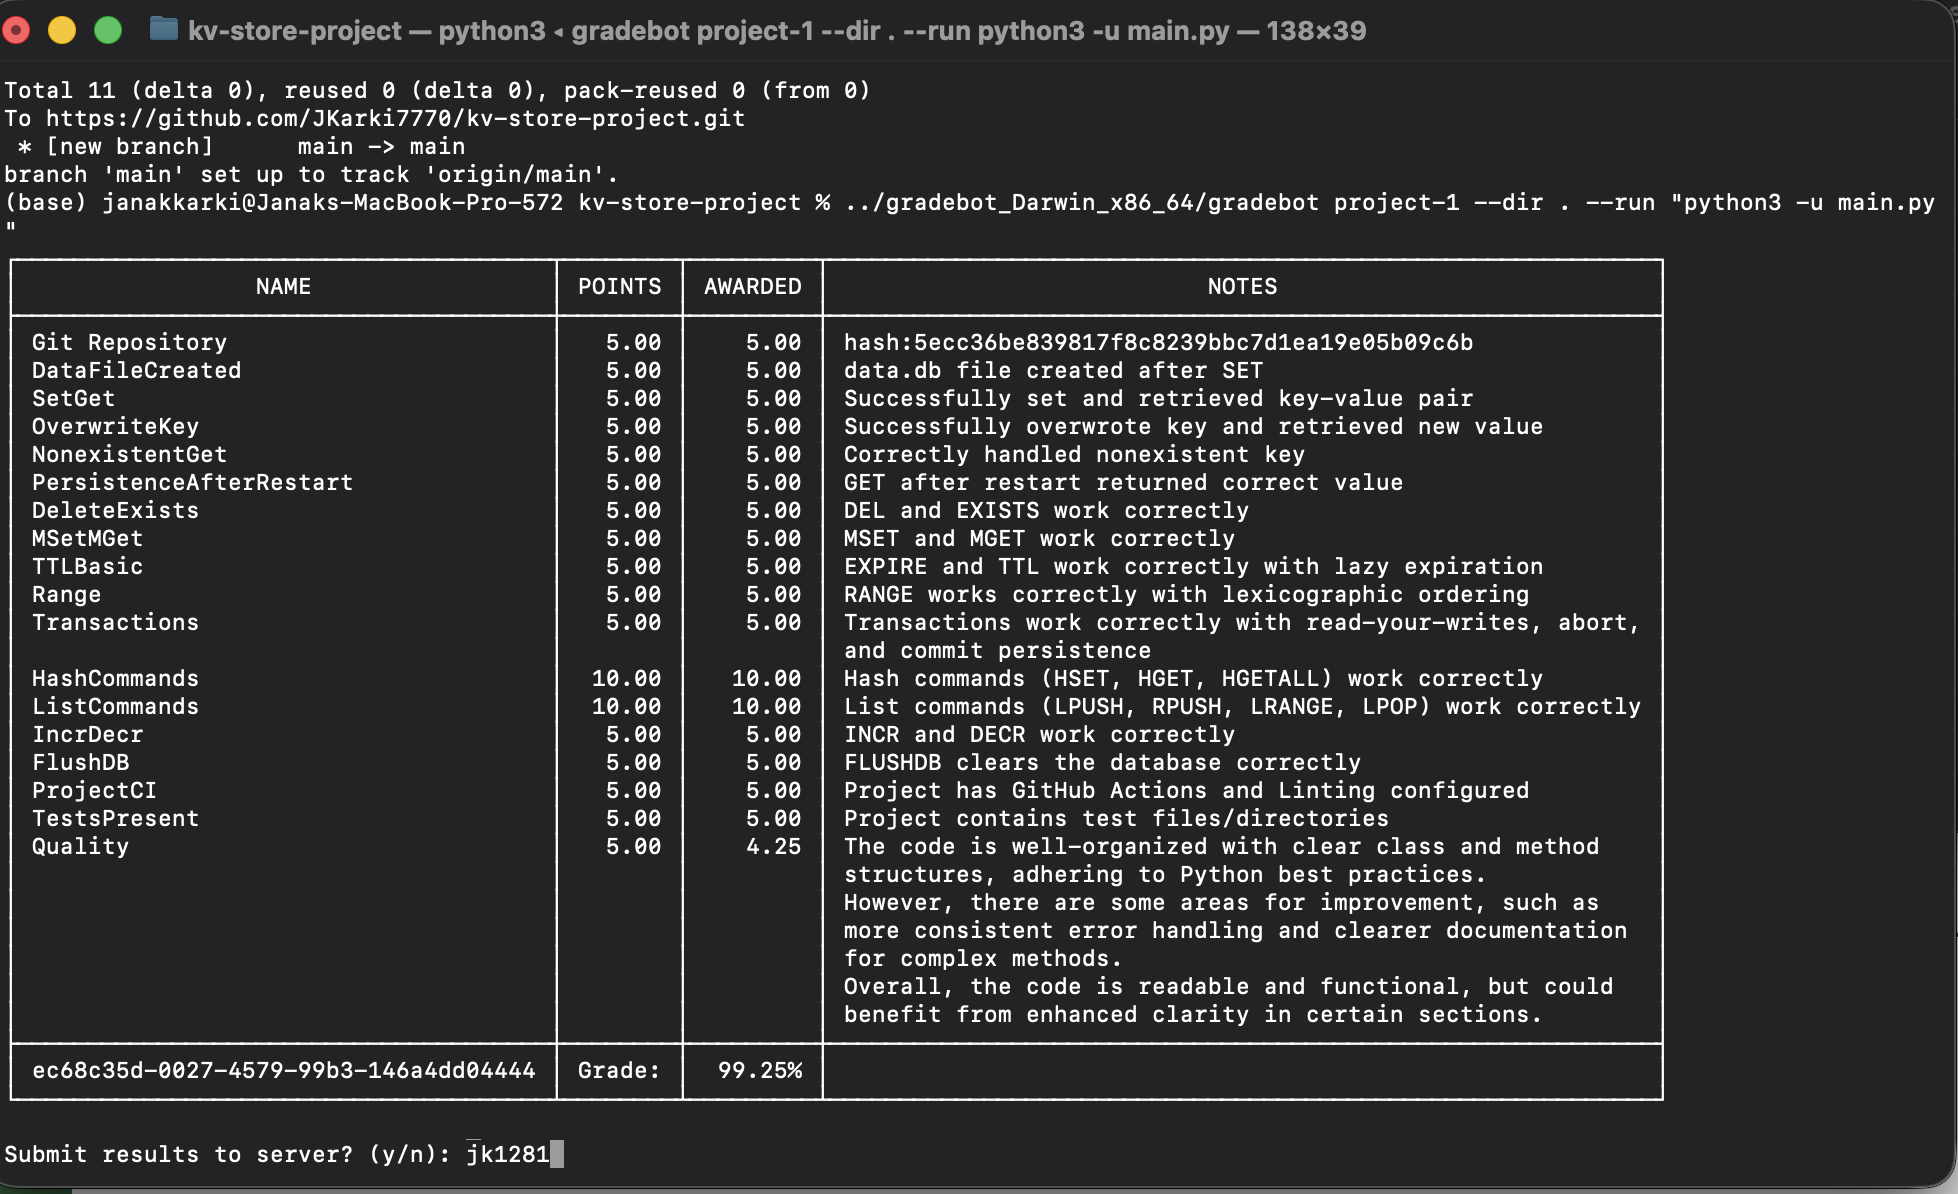 kv-store-project — python3 ◂ gradebot project-1 --dir . --run python3 -u main.py — 138×39
Total 11 (delta 0), reused 0 (delta 0), pack-reused 0 (from 0)
To https://github.com/JKarki7770/kv-store-project.git
* [new branch]      main -> main
branch 'main' set up to track 'origin/main'.
(base) janakkarki@Janaks-MacBook-Pro-572 kv-store-project % ../gradebot_Darwin_x86_64/gradebot project-1 --dir . --run "python3 -u main.py
"
NAME POINTS AWARDED NOTES
Git Repository 5.00 5.00 hash:5ecc36be839817f8c8239bbc7d1ea19e05b09c6b
DataFileCreated 5.00 5.00 data.db file created after SET
SetGet 5.00 5.00 Successfully set and retrieved key-value pair
OverwriteKey 5.00 5.00 Successfully overwrote key and retrieved new value
NonexistentGet 5.00 5.00 Correctly handled nonexistent key
PersistenceAfterRestart 5.00 5.00 GET after restart returned correct value
DeleteExists 5.00 5.00 DEL and EXISTS work correctly
MSetMGet 5.00 5.00 MSET and MGET work correctly
TTLBasic 5.00 5.00 EXPIRE and TTL work correctly with lazy expiration
Range 5.00 5.00 RANGE works correctly with lexicographic ordering
Transactions 5.00 5.00 Transactions work correctly with read-your-writes, abort,
and commit persistence
HashCommands 10.00 10.00 Hash commands (HSET, HGET, HGETALL) work correctly
ListCommands 10.00 10.00 List commands (LPUSH, RPUSH, LRANGE, LPOP) work correctly
IncrDecr 5.00 5.00 INCR and DECR work correctly
FlushDB 5.00 5.00 FLUSHDB clears the database correctly
ProjectCI 5.00 5.00 Project has GitHub Actions and Linting configured
TestsPresent 5.00 5.00 Project contains test files/directories
Quality 5.00 4.25 The code is well-organized with clear class and method
structures, adhering to Python best practices.
However, there are some areas for improvement, such as
more consistent error handling and clearer documentation
for complex methods.
Overall, the code is readable and functional, but could
benefit from enhanced clarity in certain sections.
ec68c35d-0027-4579-99b3-146a4dd04444 Grade: 99.25%
Submit results to server? (y/n): jk1281